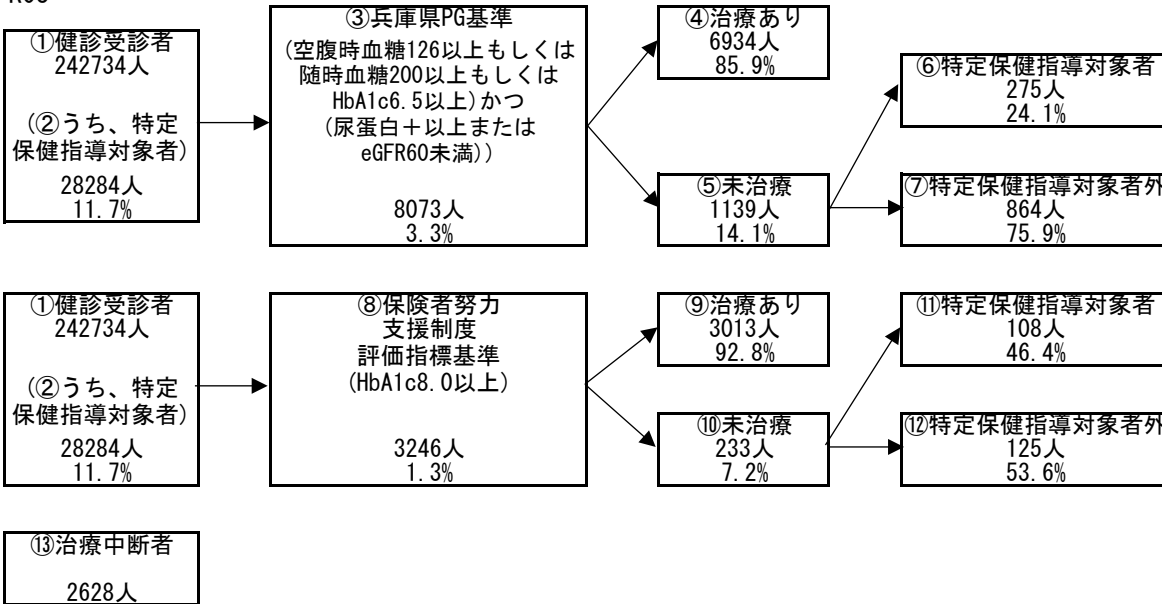 ①健診受診者
242734人
(②うち、特定
保健指導対象者)
28284人
11.7%
③兵庫県PG基準
(空腹時血糖126以上もしくは
随時血糖200以上もしくは
HbA1c6.5以上)かつ
(尿蛋白＋以上または
eGFR60未満))
8073人
3.3%
④治療あり
6934人
85.9%
⑤未治療
1139人
14.1%
⑥特定保健指導対象者
275人
24.1%
⑦特定保健指導対象者外
864人
75.9%
①健診受診者
242734人
(②うち、特定
保健指導対象者)
28284人
11.7%
⑧保険者努力
支援制度
評価指標基準
(HbA1c8.0以上)
3246人
1.3%
⑨治療あり
3013人
92.8%
⑩未治療
233人
7.2%
⑪特定保健指導対象者
108人
46.4%
⑫特定保健指導対象者外
125人
53.6%
⑬治療中断者
2628人